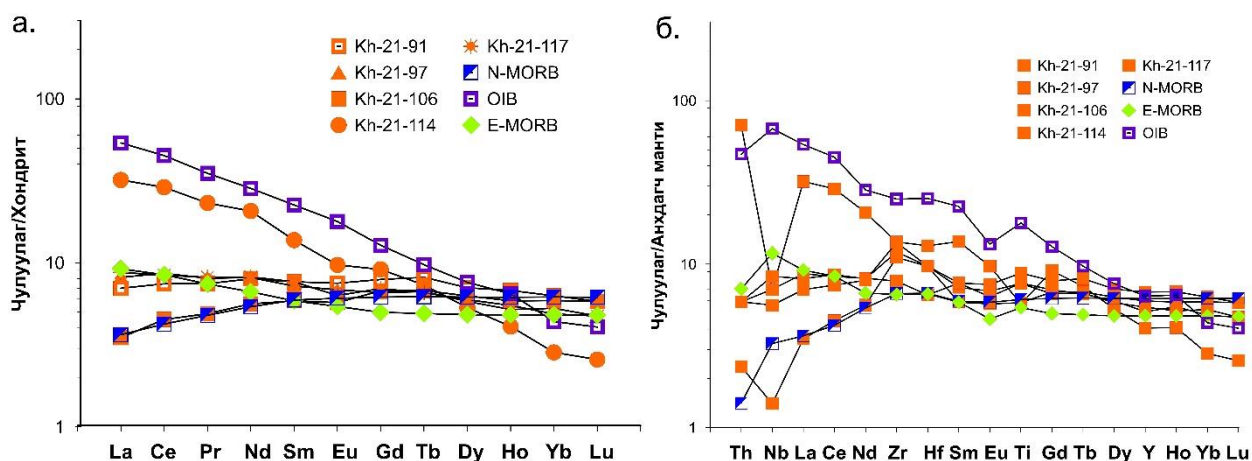 а.
Чулуулаг/Хондрит
100
10
1
Kh-21-91
Kh-21-97
Kh-21-106
Kh-21-114
Kh-21-117
N-MORB
OIB
E-MORB
La Ce Pr Nd Sm Eu Gd Tb Dy Ho Yb Lu
б.
Чулуулаг/Анхдагч манти
100
10
1
Kh-21-91
Kh-21-97
Kh-21-106
Kh-21-114
Kh-21-117
N-MORB
E-MORB
OIB
Th Nb La Ce Nd Zr Hf Sm Eu Ti Gd Tb Dy Y Ho Yb Lu